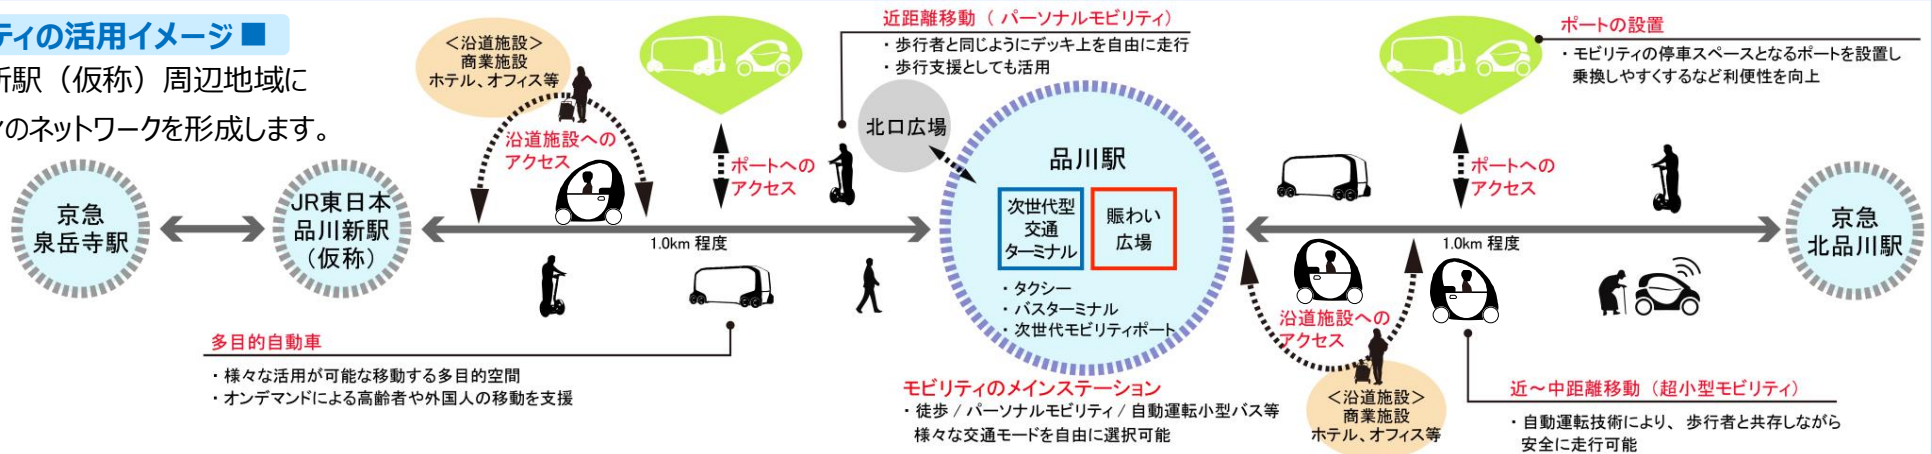 ティの活用イメージ■
新駅（仮称）周辺地域に
のネットワークを形成します。
＜沿道施設＞
商業施設
ホテル、オフィス等
沿道施設への
アクセス
ポートへの
アクセス
近距離移動（パーソナルモビリティ）
・歩行者と同じようにデッキ上を自由に走行
・歩行支援としても活用
北口広場
ポートの設置
・モビリティの停車スペースとなるポートを設置し
乗換しやすくするなど利便性を向上
ポートへの
アクセス
京急
泉岳寺駅
JR東日本
品川新駅
(仮称)
1.0km 程度
品川駅
次世代型
交通
ターミナル
賑わい
広場
・タクシー
・バスターミナル
・次世代モビリティポート
1.0km 程度
京急
北品川駅
多目的自動車
・様々な活用が可能な移動する多目的空間
・オンデマンドによる高齢者や外国人の移動を支援
モビリティのメインステーション
・徒歩 / パーソナルモビリティ / 自動運転小型バス等
様々な交通モードを自由に選択可能
沿道施設への
アクセス
＜沿道施設＞
商業施設
ホテル、オフィス等
近～中距離移動（超小型モビリティ）
・自動運転技術により、歩行者と共存しながら
安全に走行可能